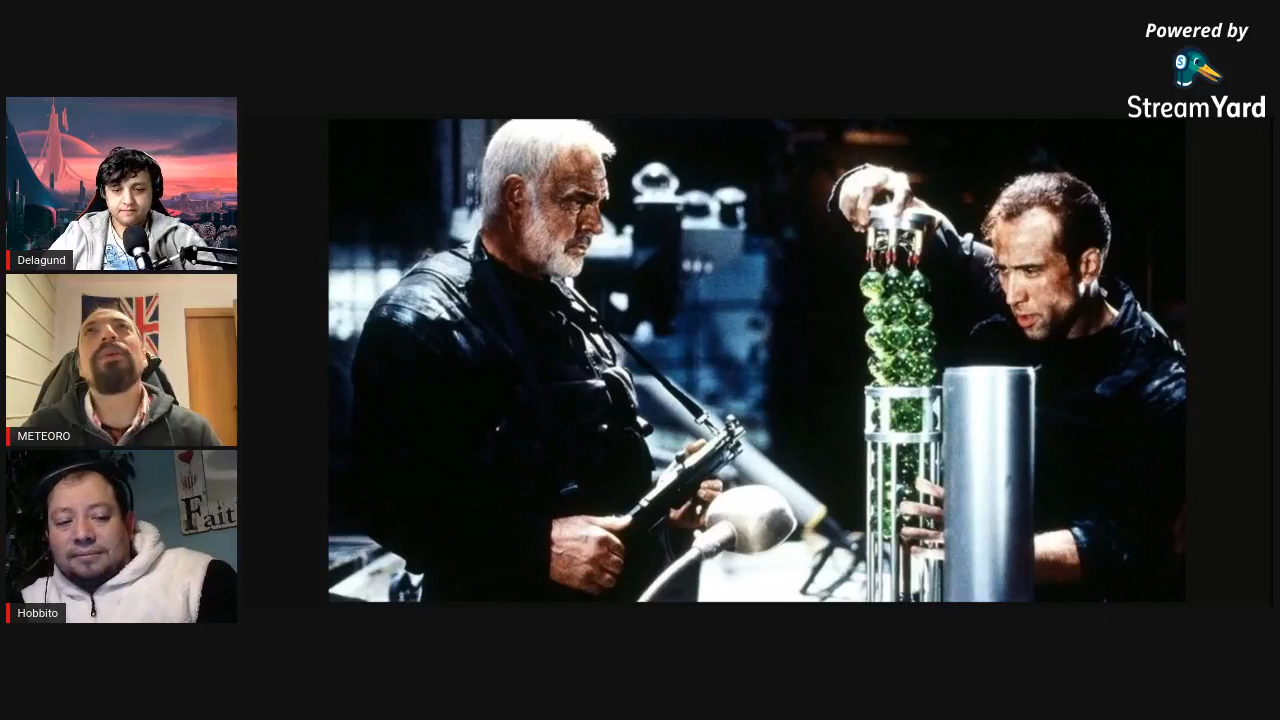 Powered by
StreamYard
Delagund
METEORO
Fait
Hobbito